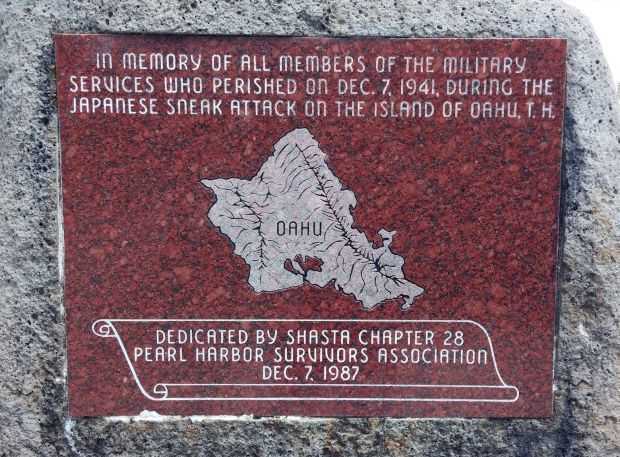 IN MEMORY OF ALL MEMBERS OF THE MILITARY
SERVICES WHO PERISHED ON DEC. 7, 1941, DURING THE
JAPANESE SNEAK ATTACK ON THE ISLAND OF OAHU, T.H.
OAHU
DEDICATED BY SHASTA CHAPTER 28
PEARL HARBOR SURVIVORS ASSOCIATION
DEC. 7, 1987